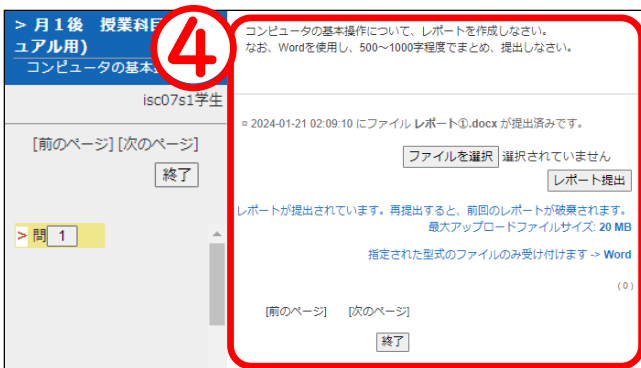 > 月1後 授業科目
ュアル用)
コンピュータの基本
isc07s1学生
[前のページ] [次のページ]
終了
> 問 1
④
コンピュータの基本操作について、レポートを作成しなさい。
なお、Wordを使用し、500～1000字程度でまとめ、提出しなさい。
¤ 2024-01-21 02:09:10 にファイル レポート①.docx が提出済みです。
ファイルを選択 選択されていません
レポート提出
レポートが提出されています。再提出すると、前回のレポートが破棄されます。
最大アップロードファイルサイズ: 20 MB
指定された型式のファイルのみ受け付けます -> Word
(0)
[前のページ] [次のページ]
終了